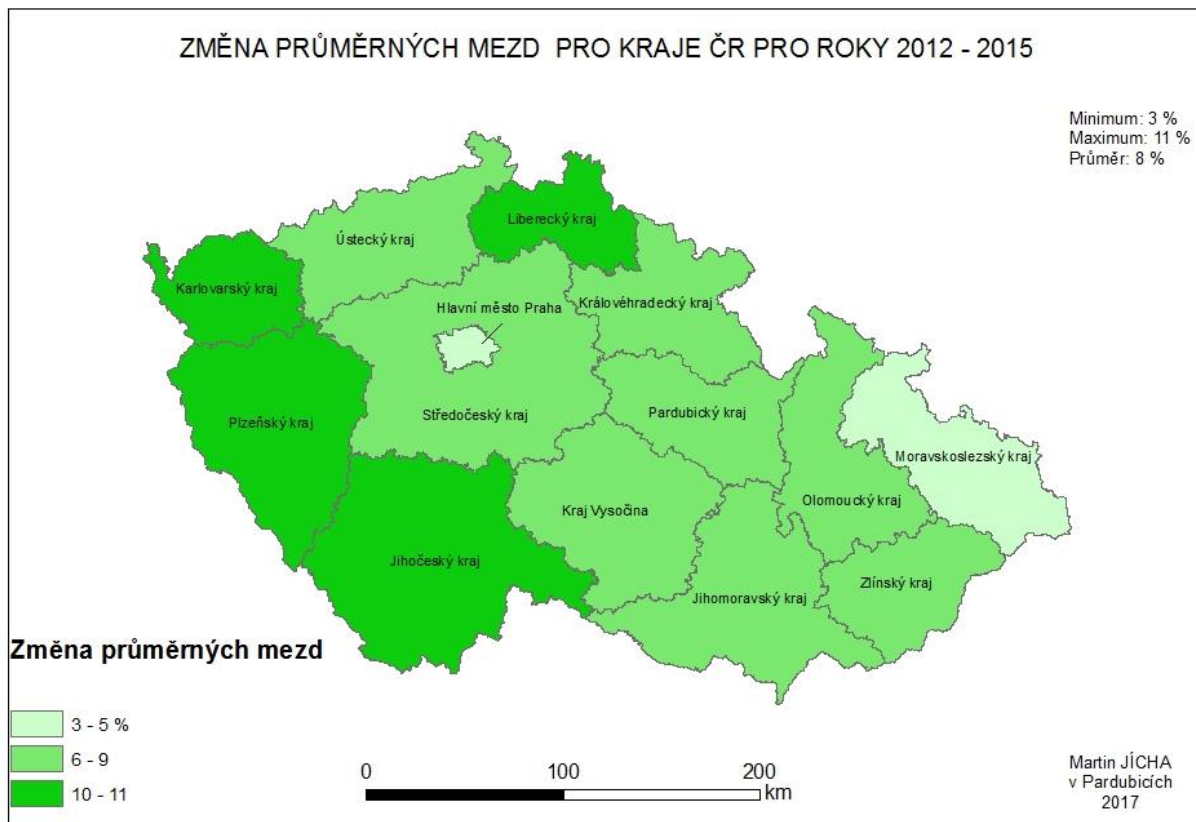 ZMĚNA PRŮMĚRNÝCH MEZD PRO KRAJE ČR PRO ROKY 2012 - 2015
Minimum: 3 %
Maximum: 11 %
Průměr: 8 %
Liberecký kraj
Ústecký kraj
Karlovarský kraj
Královéhradecký kraj
Hlavní město Praha
Středočeský kraj
Pardubický kraj
Plzeňský kraj
Moravskoslezský kraj
Olomoucký kraj
Kraj Vysočina
Jihočeský kraj
Zlínský kraj
Jihomoravský kraj
Změna průměrných mezd
3 - 5 %
6 - 9
10 - 11
0 100 200
km
Martin JÍCHA
v Pardubicích
2017